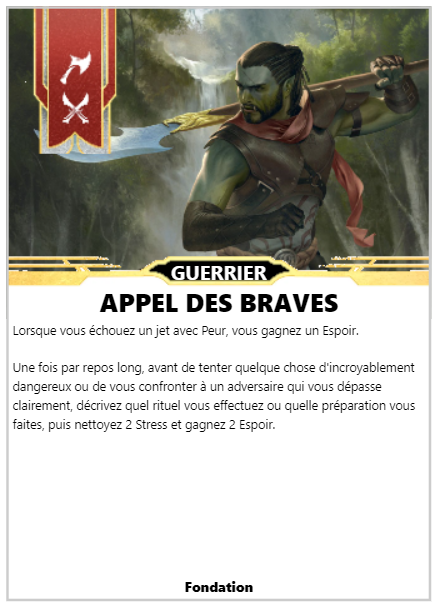 GUERRIER
APPEL DES BRAVES
Lorsque vous échouez un jet avec Peur, vous gagnez un Espoir.
Une fois par repos long, avant de tenter quelque chose d'incroyablement
dangereux ou de vous confronter à un adversaire qui vous dépasse
clairement, décrivez quel rituel vous effectuez ou quelle préparation vous
faites, puis nettoyez 2 Stress et gagnez 2 Espoir.
Fondation